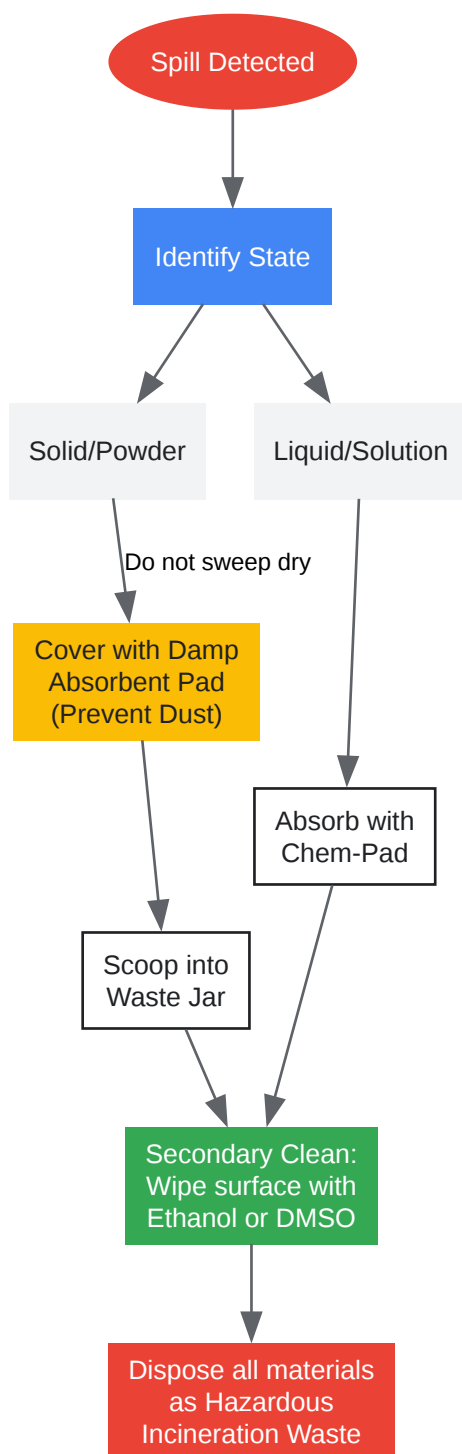 Spill Detected
Identify State
Solid/Powder
Liquid/Solution
Do not sweep dry
Cover with Damp
Absorbent Pad
(Prevent Dust)
Absorb with
Chem-Pad
Scoop into
Waste Jar
Secondary Clean:
Wipe surface with
Ethanol or DMSO
Dispose all materials
as Hazardous
Incineration Waste